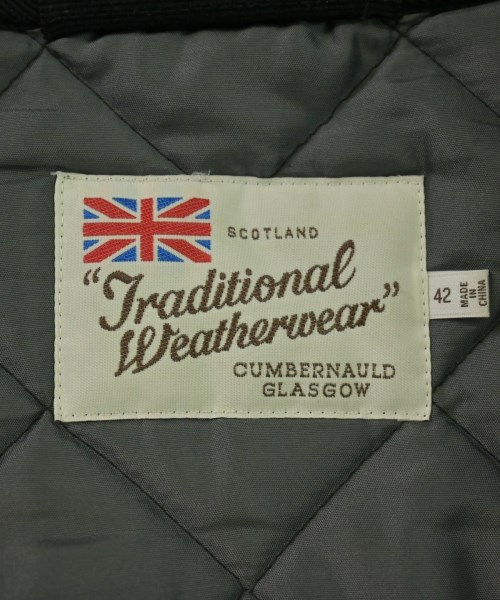 SCOTLAND
"Traditional
Weatherwear"
CUMBERNAULD
GLASGOW
42
MADE
IN
CHINA